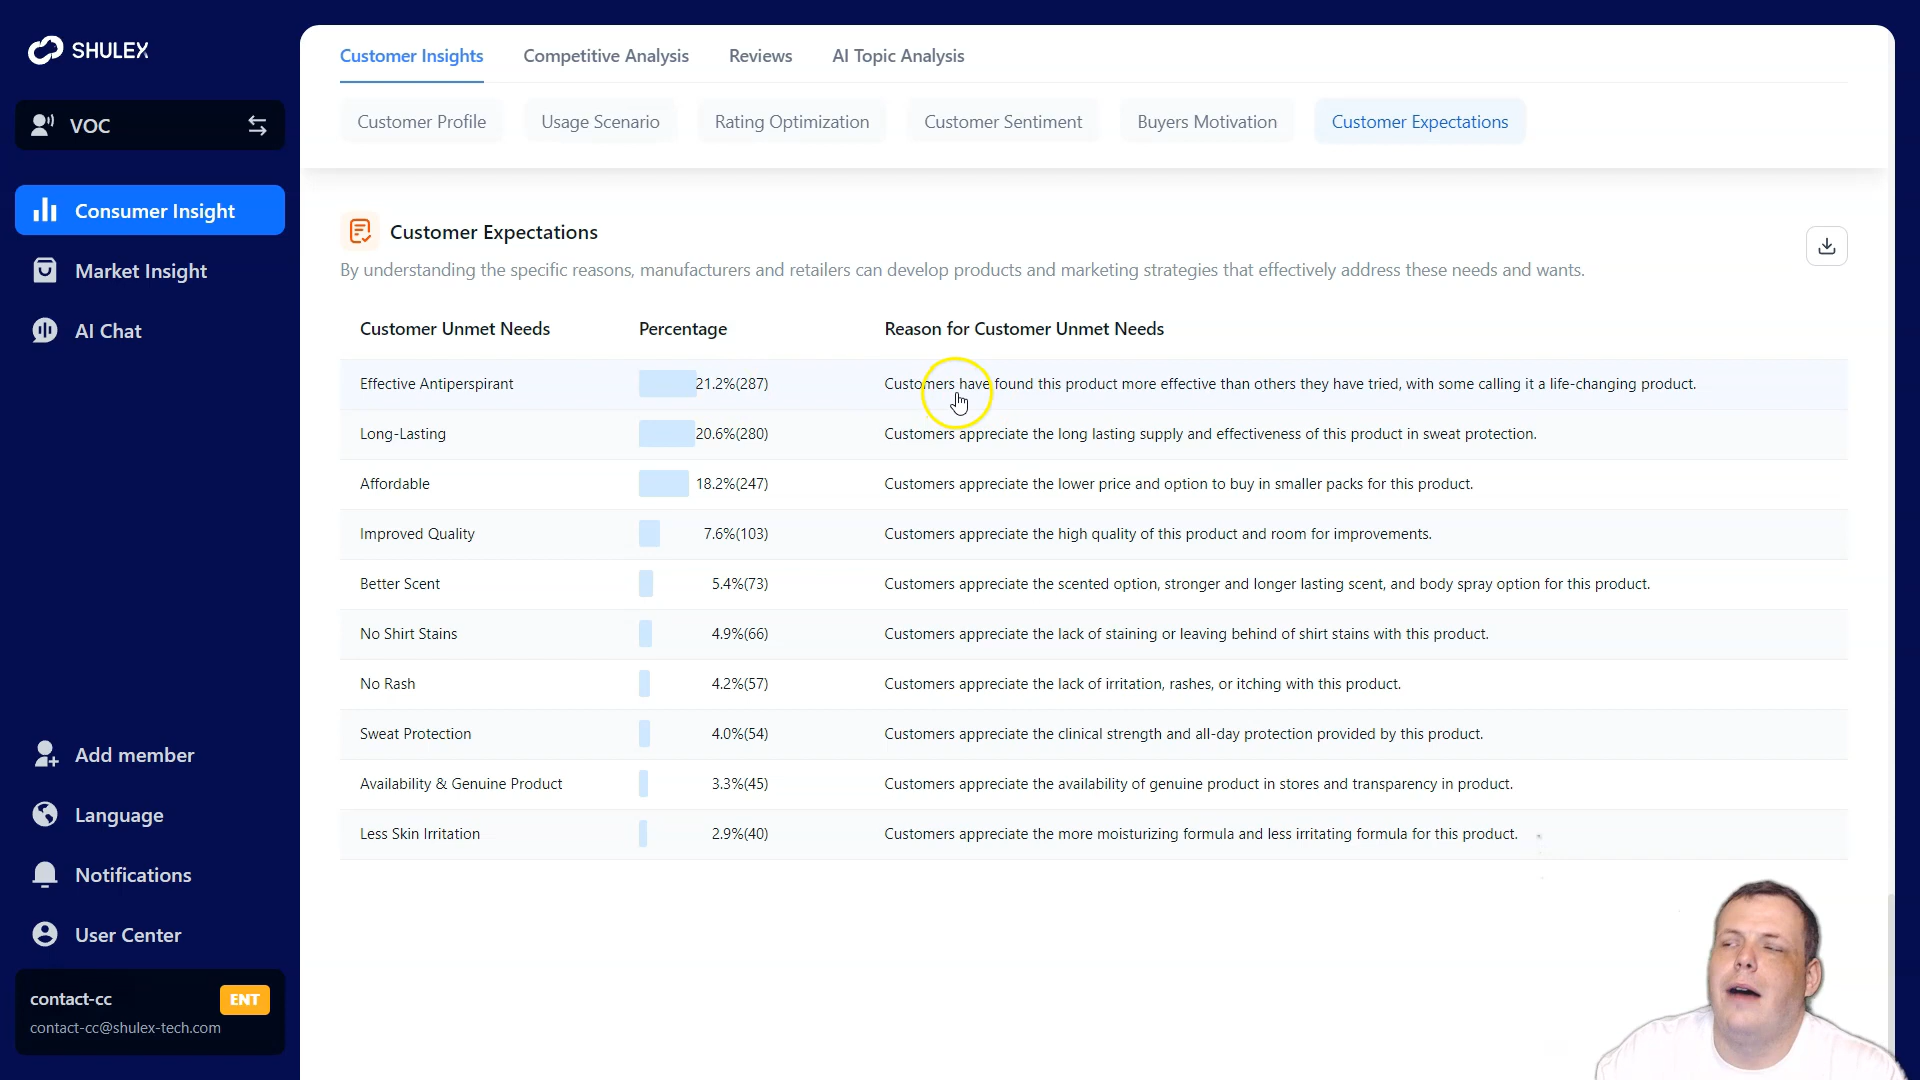 SHULEX
VOC
Consumer Insight
Market Insight
AI Chat
Add member
Language
Notifications
User Center
contact-cc
ENT
contact-cc@shulex-tech.com
Customer Insights
Competitive Analysis
Reviews
AI Topic Analysis
Customer Profile
Usage Scenario
Rating Optimization
Customer Sentiment
Buyers Motivation
Customer Expectations
Customer Expectations
By understanding the specific reasons, manufacturers and retailers can develop products and marketing strategies that effectively address these needs and wants.
Customer Unmet Needs Percentage Reason for Customer Unmet Needs
Effective Antiperspirant 21.2%(287) Customers have found this product more effective than others they have tried, with some calling it a life-changing product.
Long-Lasting 20.6%(280) Customers appreciate the long lasting supply and effectiveness of this product in sweat protection.
Affordable 18.2%(247) Customers appreciate the lower price and option to buy in smaller packs for this product.
Improved Quality 7.6%(103) Customers appreciate the high quality of this product and room for improvements.
Better Scent 5.4%(73) Customers appreciate the scented option, stronger and longer lasting scent, and body spray option for this product.
No Shirt Stains 4.9%(66) Customers appreciate the lack of staining or leaving behind of shirt stains with this product.
No Rash 4.2%(57) Customers appreciate the lack of irritation, rashes, or itching with this product.
Sweat Protection 4.0%(54) Customers appreciate the clinical strength and all-day protection provided by this product.
Availability & Genuine Product 3.3%(45) Customers appreciate the availability of genuine product in stores and transparency in product.
Less Skin Irritation 2.9%(40) Customers appreciate the more moisturizing formula and less irritating formula for this product.